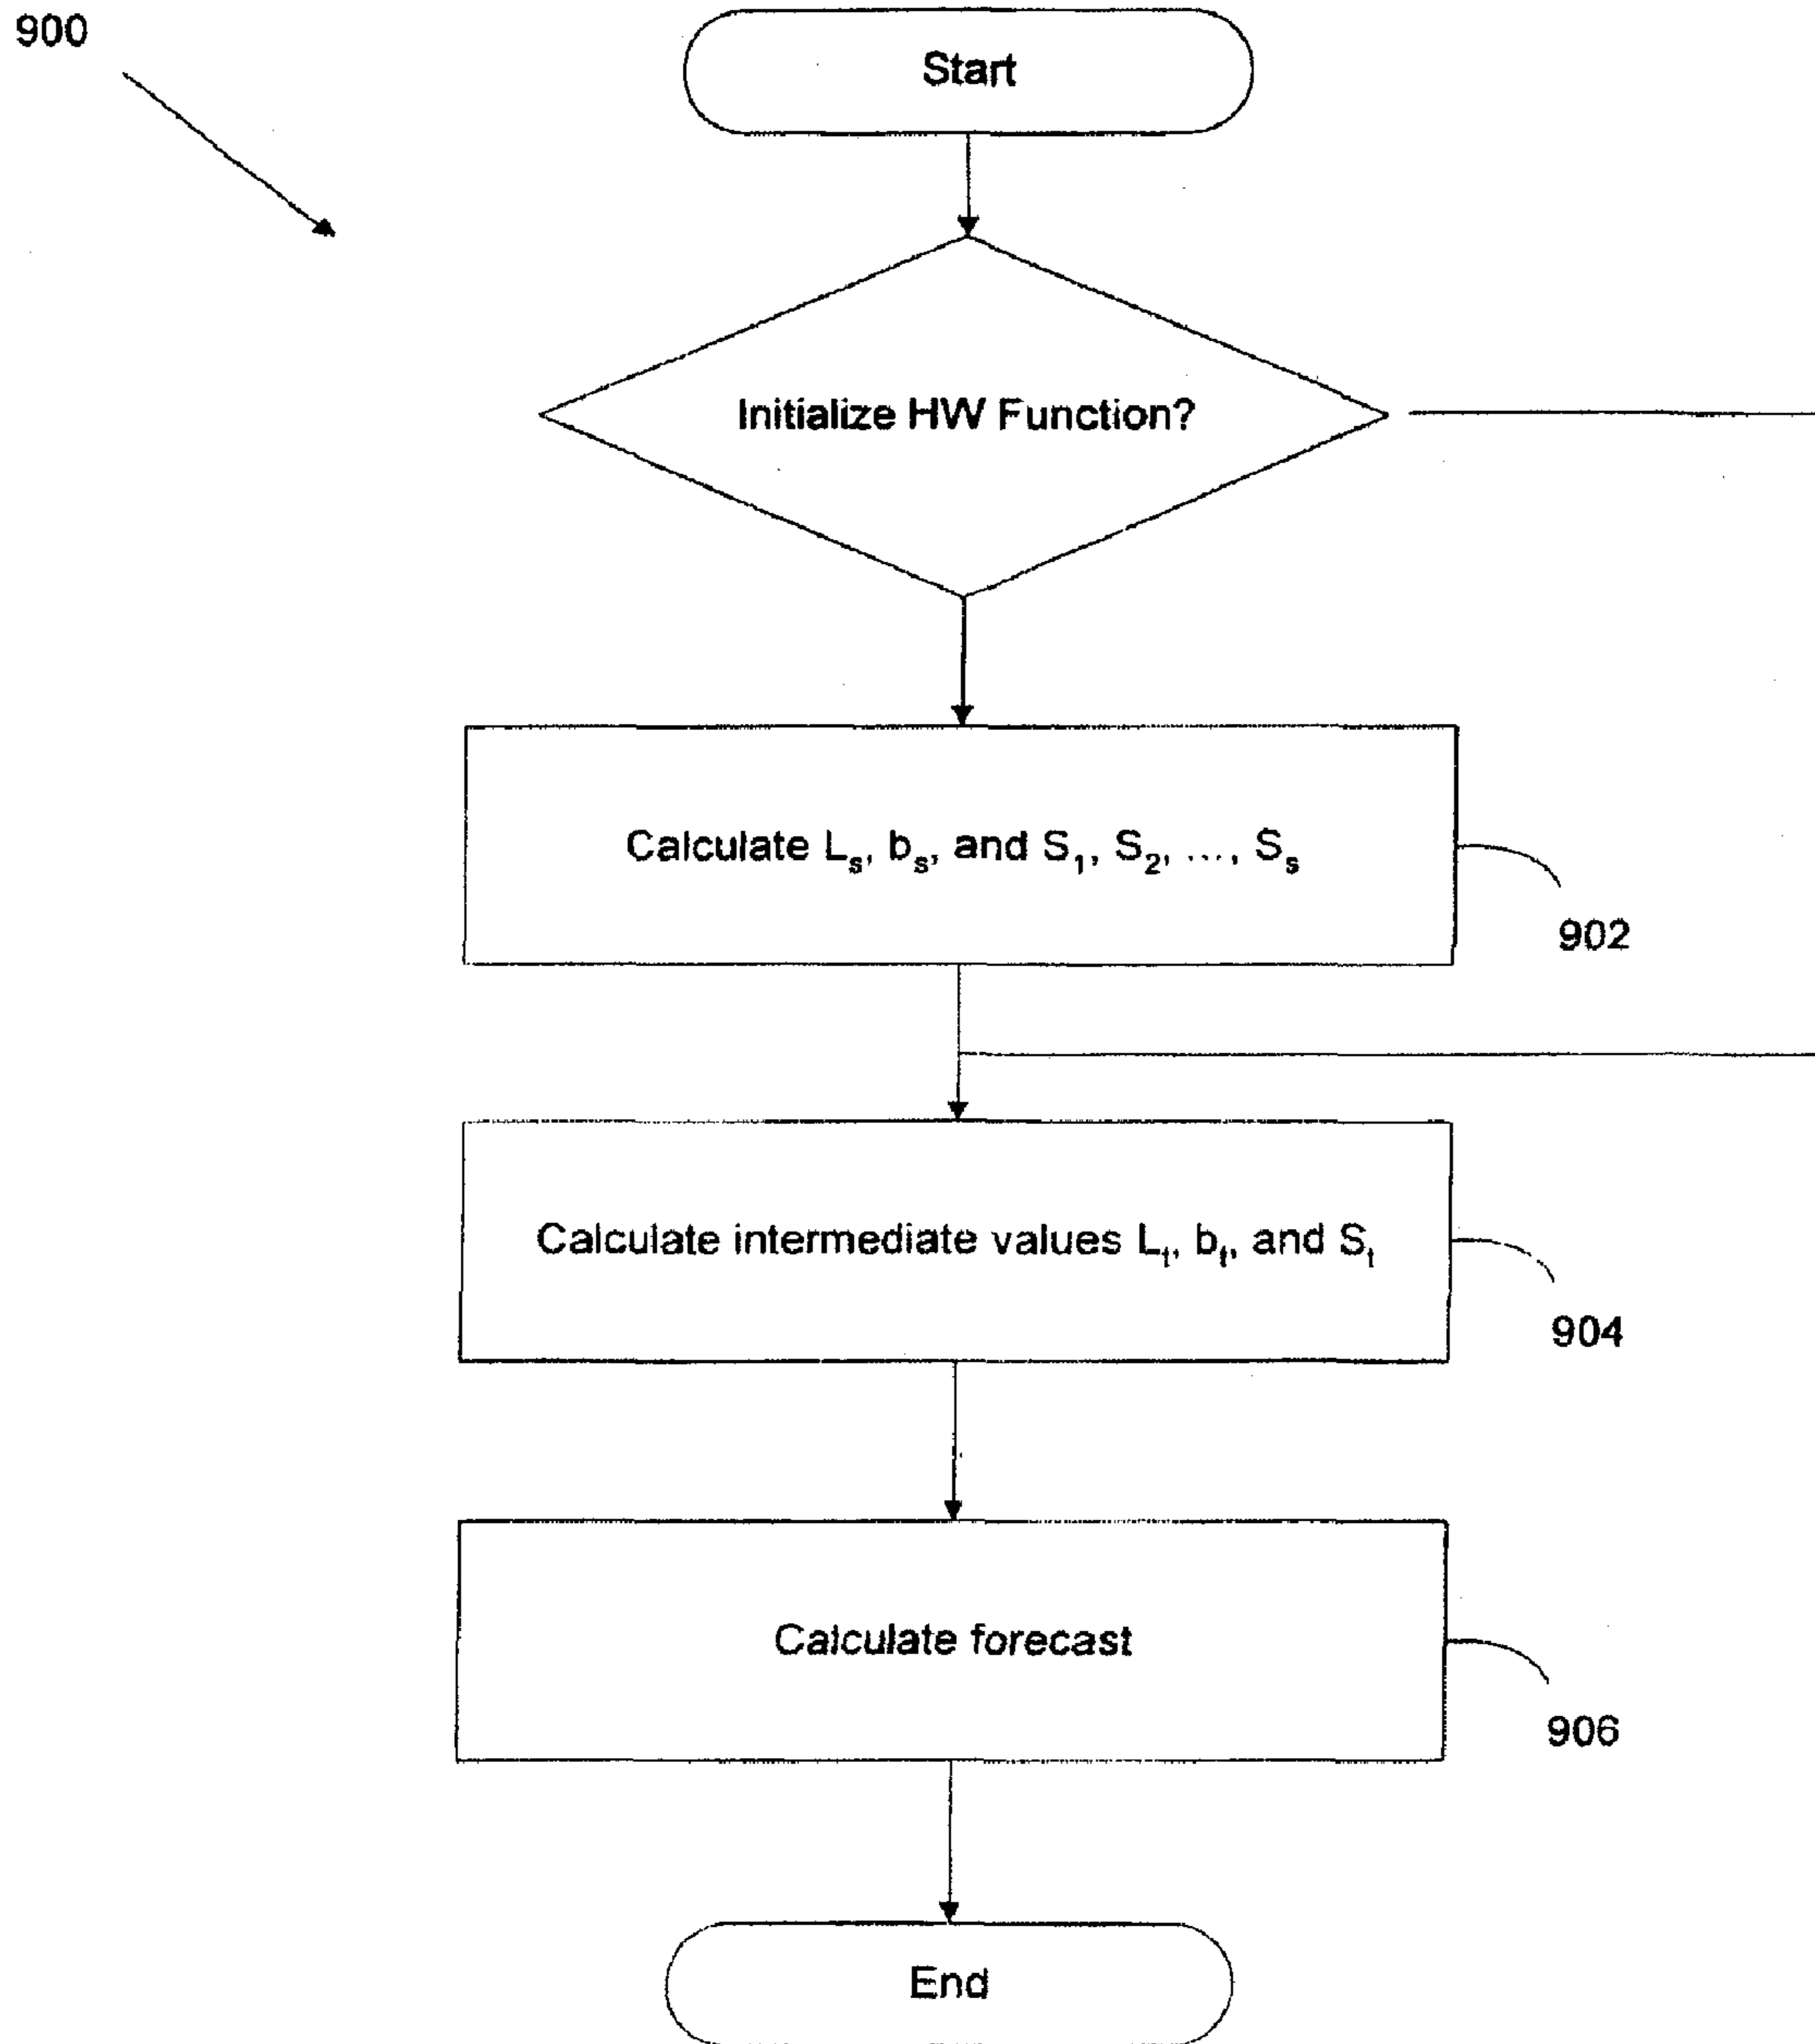 900
Start
Initialize HW Function?
Calculate Lₛ, bₛ, and S₁, S₂, ..., Sₛ
902
Calculate intermediate values Lₜ, bₜ, and Sₜ
904
Calculate forecast
906
End